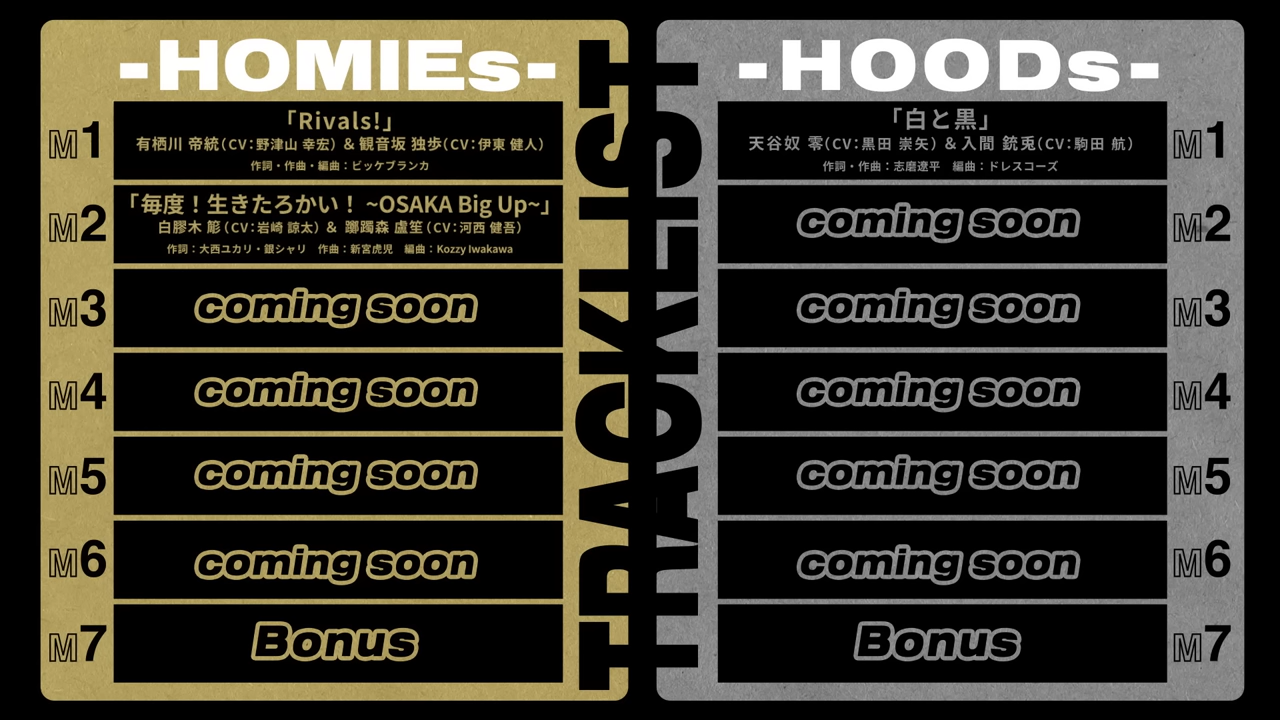 -HOMIEs-
M1
「Rivals!」
有栖川 帝統(CV:野津山 幸宏) & 観音坂 独歩(CV:伊東 健人)
作詞・作曲・編曲:ビッケブランカ
M2
「毎度！生きたろかい！ ~OSAKA Big Up~」
白膠木 簓(CV:岩崎 諒太) & 躑躅森 盧笙(CV:河西 健吾)
作詞：大西ユカリ・銀シャリ 作曲：新宮虎児 編曲：Kozzy Iwakawa
M3
coming soon
M4
coming soon
M5
coming soon
M6
coming soon
M7
Bonus
TRACKLIST
-HOODs-
「白と黒」
天谷奴 零(CV:黒田 崇矢) & 入間 銃兎(CV:駒田 航)
作詞・作曲：志磨遼平 編曲：ドレスコーズ
M1
coming soon
M2
coming soon
M3
coming soon
M4
coming soon
M5
coming soon
M6
Bonus
M7